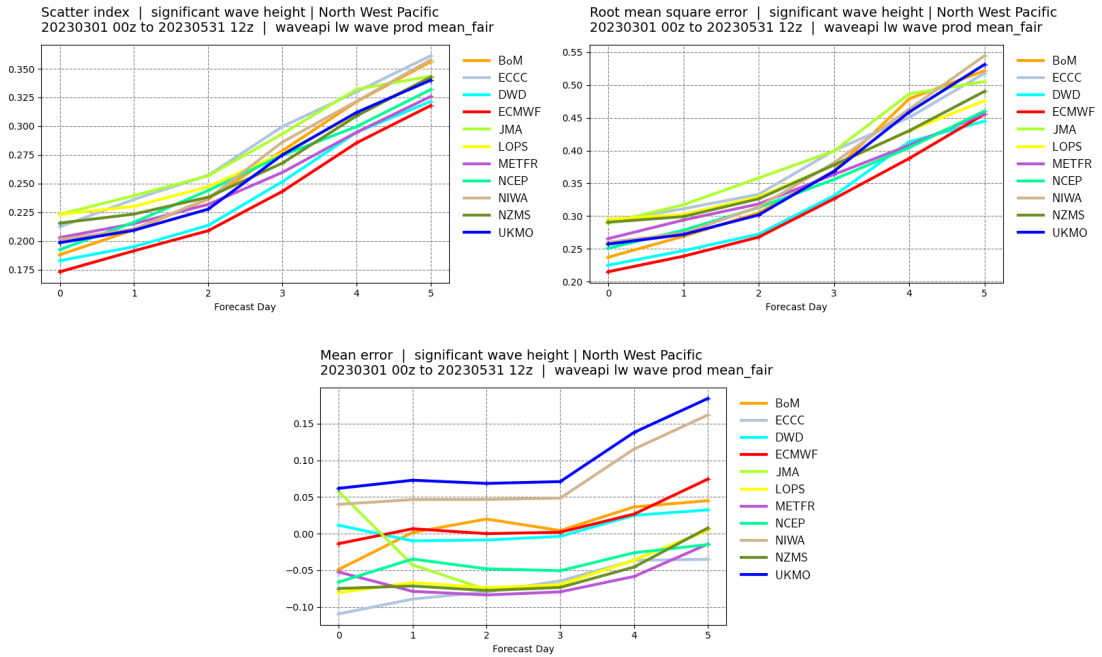 Scatter index | significant wave height | North West Pacific
20230301 00z to 20230531 12z | waveapi lw wave prod mean_fair
0.350
0.325
0.300
0.275
0.250
0.225
0.200
0.175
0 1 2 3 4 5
Forecast Day
BoM
ECCC
DWD
ECMWF
JMA
LOPS
METFR
NCEP
NIWA
NZMS
UKMO
Root mean square error | significant wave height | North West Pacific
20230301 00z to 20230531 12z | waveapi lw wave prod mean_fair
0.55
0.50
0.45
0.40
0.35
0.30
0.25
0.20
0 1 2 3 4 5
Forecast Day
BoM
ECCC
DWD
ECMWF
JMA
LOPS
METFR
NCEP
NIWA
NZMS
UKMO
Mean error | significant wave height | North West Pacific
20230301 00z to 20230531 12z | waveapi lw wave prod mean_fair
0.15
0.10
0.05
0.00
−0.05
−0.10
0 1 2 3 4 5
Forecast Day
BoM
ECCC
DWD
ECMWF
JMA
LOPS
METFR
NCEP
NIWA
NZMS
UKMO